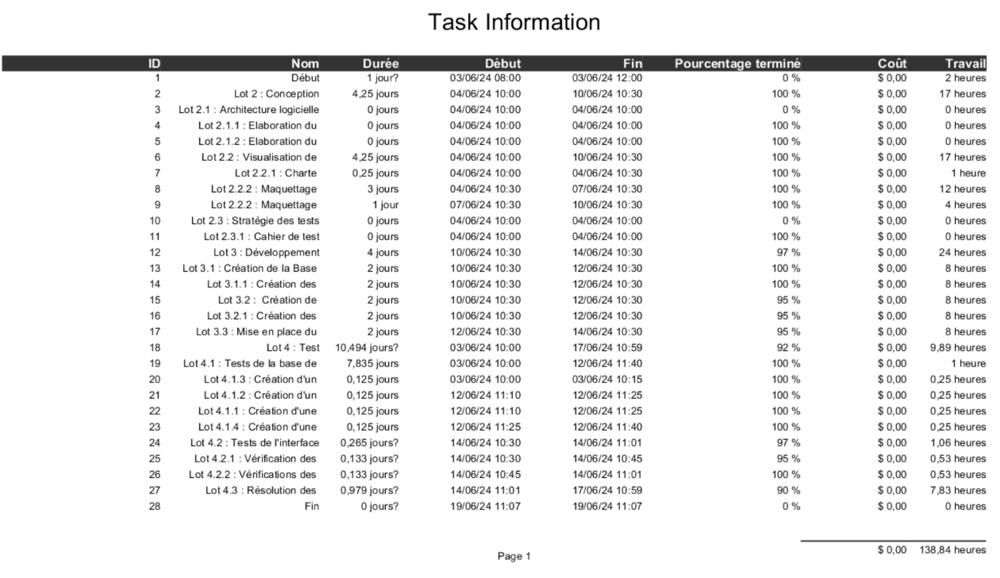 Task Information
ID Nom Durée Début Fin Pourcentage terminé Coût Travail
1 Début 1 jour? 03/06/24 08:00 03/06/24 12:00 0 % $ 0,00 2 heures
2 Lot 2 : Conception 4,25 jours 04/06/24 10:00 10/06/24 10:30 100 % $ 0,00 17 heures
3 Lot 2.1 : Architecture logicielle 0 jours 04/06/24 10:00 04/06/24 10:00 0 % $ 0,00 0 heures
4 Lot 2.1.1 : Elaboration du 0 jours 04/06/24 10:00 04/06/24 10:00 100 % $ 0,00 0 heures
5 Lot 2.1.2 : Elaboration du 0 jours 04/06/24 10:00 04/06/24 10:00 100 % $ 0,00 0 heures
6 Lot 2.2 : Visualisation de 4,25 jours 04/06/24 10:00 10/06/24 10:30 100 % $ 0,00 17 heures
7 Lot 2.2.1 : Charte 0,25 jours 04/06/24 10:00 04/06/24 10:30 100 % $ 0,00 1 heure
8 Lot 2.2.2 : Maquettage 3 jours 04/06/24 10:30 07/06/24 10:30 100 % $ 0,00 12 heures
9 Lot 2.2.2 : Maquettage 1 jour 07/06/24 10:30 10/06/24 10:30 100 % $ 0,00 4 heures
10 Lot 2.3 : Stratégie des tests 0 jours 04/06/24 10:00 04/06/24 10:00 0 % $ 0,00 0 heures
11 Lot 2.3.1 : Cahier de test 0 jours 04/06/24 10:00 04/06/24 10:00 100 % $ 0,00 0 heures
12 Lot 3 : Développement 4 jours 10/06/24 10:30 14/06/24 10:30 97 % $ 0,00 24 heures
13 Lot 3.1 : Création de la Base 2 jours 10/06/24 10:30 12/06/24 10:30 100 % $ 0,00 8 heures
14 Lot 3.1.1 : Création des 2 jours 10/06/24 10:30 12/06/24 10:30 100 % $ 0,00 8 heures
15 Lot 3.2 : Création de 2 jours 10/06/24 10:30 12/06/24 10:30 95 % $ 0,00 8 heures
16 Lot 3.2.1 : Création des 2 jours 10/06/24 10:30 12/06/24 10:30 95 % $ 0,00 8 heures
17 Lot 3.3 : Mise en place du 2 jours 12/06/24 10:30 14/06/24 10:30 95 % $ 0,00 8 heures
18 Lot 4 : Test 10,494 jours? 03/06/24 10:00 17/06/24 10:59 92 % $ 0,00 9,89 heures
19 Lot 4.1 : Tests de la base de 7,835 jours 03/06/24 10:00 12/06/24 11:40 100 % $ 0,00 1 heure
20 Lot 4.1.3 : Création d'un 0,125 jours 03/06/24 10:00 03/06/24 10:15 100 % $ 0,00 0,25 heures
21 Lot 4.1.2 : Création d'un 0,125 jours 12/06/24 11:10 12/06/24 11:25 100 % $ 0,00 0,25 heures
22 Lot 4.1.1 : Création d'une 0,125 jours 12/06/24 11:10 12/06/24 11:25 100 % $ 0,00 0,25 heures
23 Lot 4.1.4 : Création d'une 0,125 jours 12/06/24 11:25 12/06/24 11:40 100 % $ 0,00 0,25 heures
24 Lot 4.2 : Tests de l'interface 0,265 jours? 14/06/24 10:30 14/06/24 11:01 97 % $ 0,00 1,06 heures
25 Lot 4.2.1 : Vérification des 0,133 jours? 14/06/24 10:30 14/06/24 10:45 95 % $ 0,00 0,53 heures
26 Lot 4.2.2 : Vérifications des 0,133 jours? 14/06/24 10:45 14/06/24 11:01 100 % $ 0,00 0,53 heures
27 Lot 4.3 : Résolution des 0,979 jours? 14/06/24 11:01 17/06/24 10:59 90 % $ 0,00 7,83 heures
28 Fin 0 jours? 19/06/24 11:07 19/06/24 11:07 0 % $ 0,00 0 heures
$ 0,00 138,84 heures
Page 1